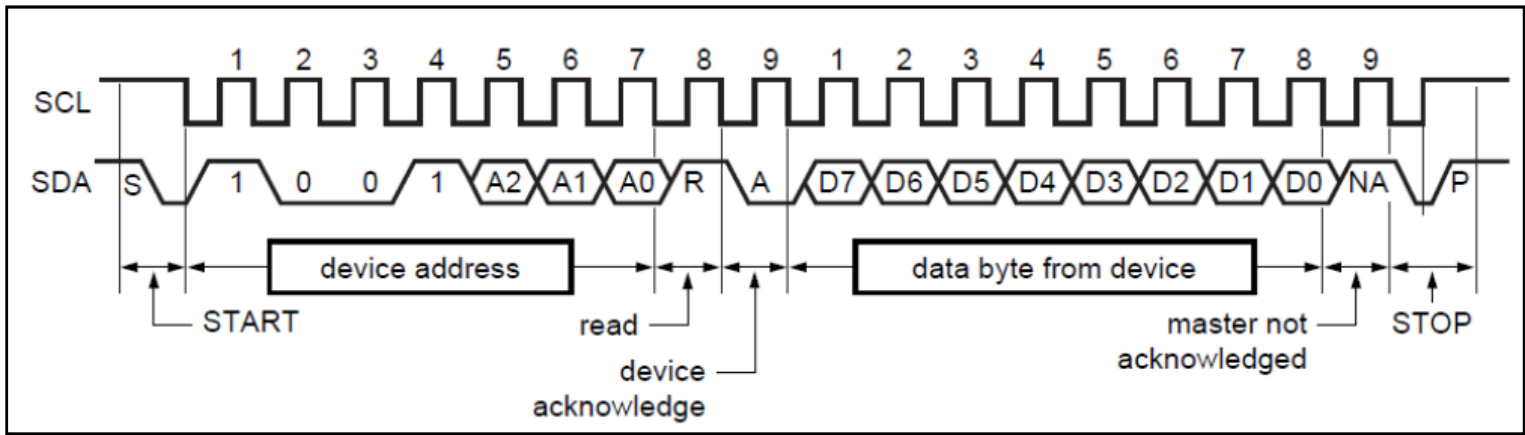 1 2 3 4 5 6 7 8 9 1 2 3 4 5 6 7 8 9
SCL
SDA S 1 0 0 1 A2 A1 A0 R A D7 D6 D5 D4 D3 D2 D1 D0 NA P
device address
data byte from device
START
read
device
acknowledge
master not
acknowledged
STOP